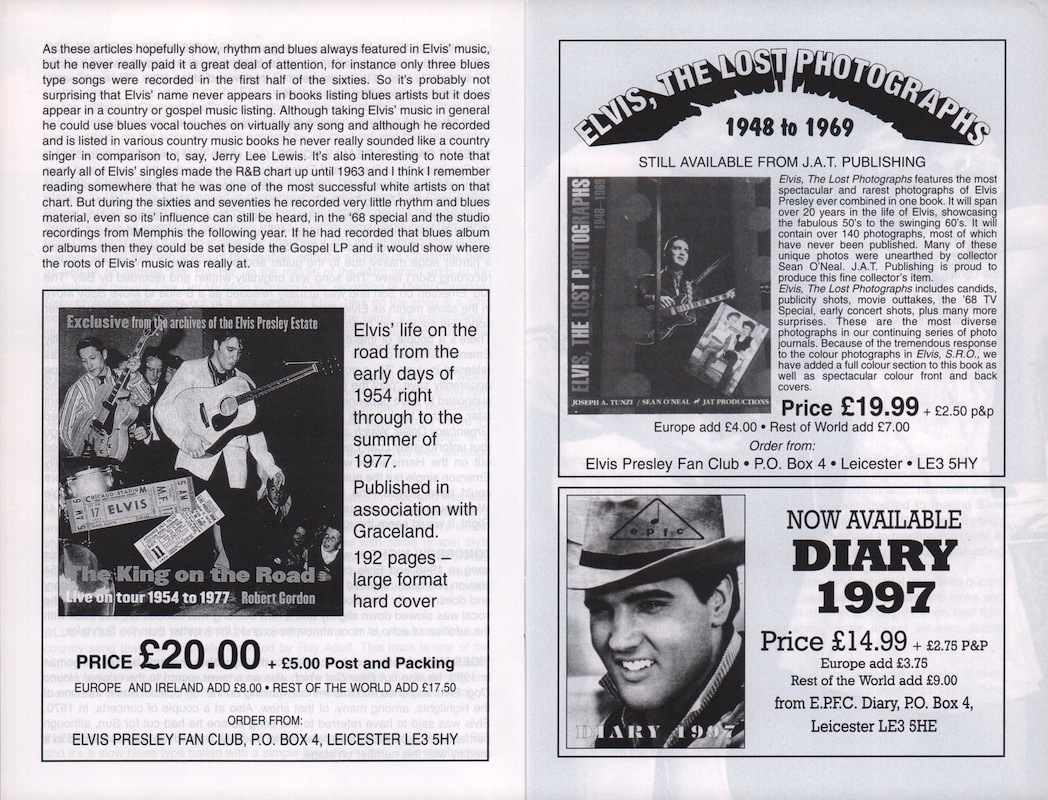 As these articles hopefully show, rhythm and blues always featured in Elvis' music,
but he never really paid it a great deal of attention, for instance only three blues
type songs were recorded in the first half of the sixties. So it's probably not
surprising that Elvis' name never appears in books listing blues artists but it does
appear in a country or gospel music listing. Although taking Elvis' music in general
he could use blues vocal touches on virtually any song and although he recorded
and is listed in various country music books he never really sounded like a country
singer in comparison to, say, Jerry Lee Lewis. It's also interesting to note that
nearly all of Elvis' singles made the R&B chart up until 1963 and I think I remember
reading somewhere that he was one of the most successful white artists on that
chart. But during the sixties and seventies he recorded very little rhythm and blues
material, even so its' influence can still be heard, in the '68 special and the studio
recordings from Memphis the following year. If he had recorded that blues album
or albums then they could be set beside the Gospel LP and it would show where
the roots of Elvis' music was really at.
Exclusive from the archives of the Elvis Presley Estate
CHICAGO STADIUM
17 ELVIS
11
The King on the Road
Live on tour 1954 to 1977 Robert Gordon
Elvis' life on the
road from the
early days of
1954 right
through to the
summer of
1977.
Published in
association with
Graceland.
192 pages –
large format
hard cover
PRICE £20.00 + £5.00 Post and Packing
EUROPE AND IRELAND ADD £8.00 • REST OF THE WORLD ADD £17.50
ORDER FROM:
ELVIS PRESLEY FAN CLUB, P.O. BOX 4, LEICESTER LE3 5HY
ELVIS, THE LOST PHOTOGRAPHS
1948 to 1969
STILL AVAILABLE FROM J.A.T. PUBLISHING
ELVIS, THE LOST PHOTOGRAPHS
1948–1969
JOSEPH A. TUNZI / SEAN O'NEAL JAT PRODUCTIONS
Elvis, The Lost Photographs features the most
spectacular and rarest photographs of Elvis
Presley ever combined in one book. It will span
over 20 years in the life of Elvis, showcasing
the fabulous 50's to the swinging 60's. It will
contain over 140 photographs, most of which
have never been published. Many of these
unique photos were unearthed by collector
Sean O'Neal. J.A.T. Publishing is proud to
produce this fine collector's item.
Elvis, The Lost Photographs includes candids,
publicity shots, movie outtakes, the '68 TV
Special, early concert shots, plus many more
surprises. These are the most diverse
photographs in our continuing series of photo
journals. Because of the tremendous response
to the colour photographs in Elvis, S.R.O., we
have added a full colour section to this book as
well as spectacular colour front and back
covers.
Price £19.99 + £2.50 p&p
Europe add £4.00 • Rest of World add £7.00
Order from:
Elvis Presley Fan Club • P.O. Box 4 • Leicester • LE3 5HY
e.p.f.c
DIARY 1997
NOW AVAILABLE
DIARY
1997
Price £14.99 + £2.75 P&P
Europe add £3.75
Rest of the World add £9.00
from E.P.F.C. Diary, P.O. Box 4,
Leicester LE3 5HE